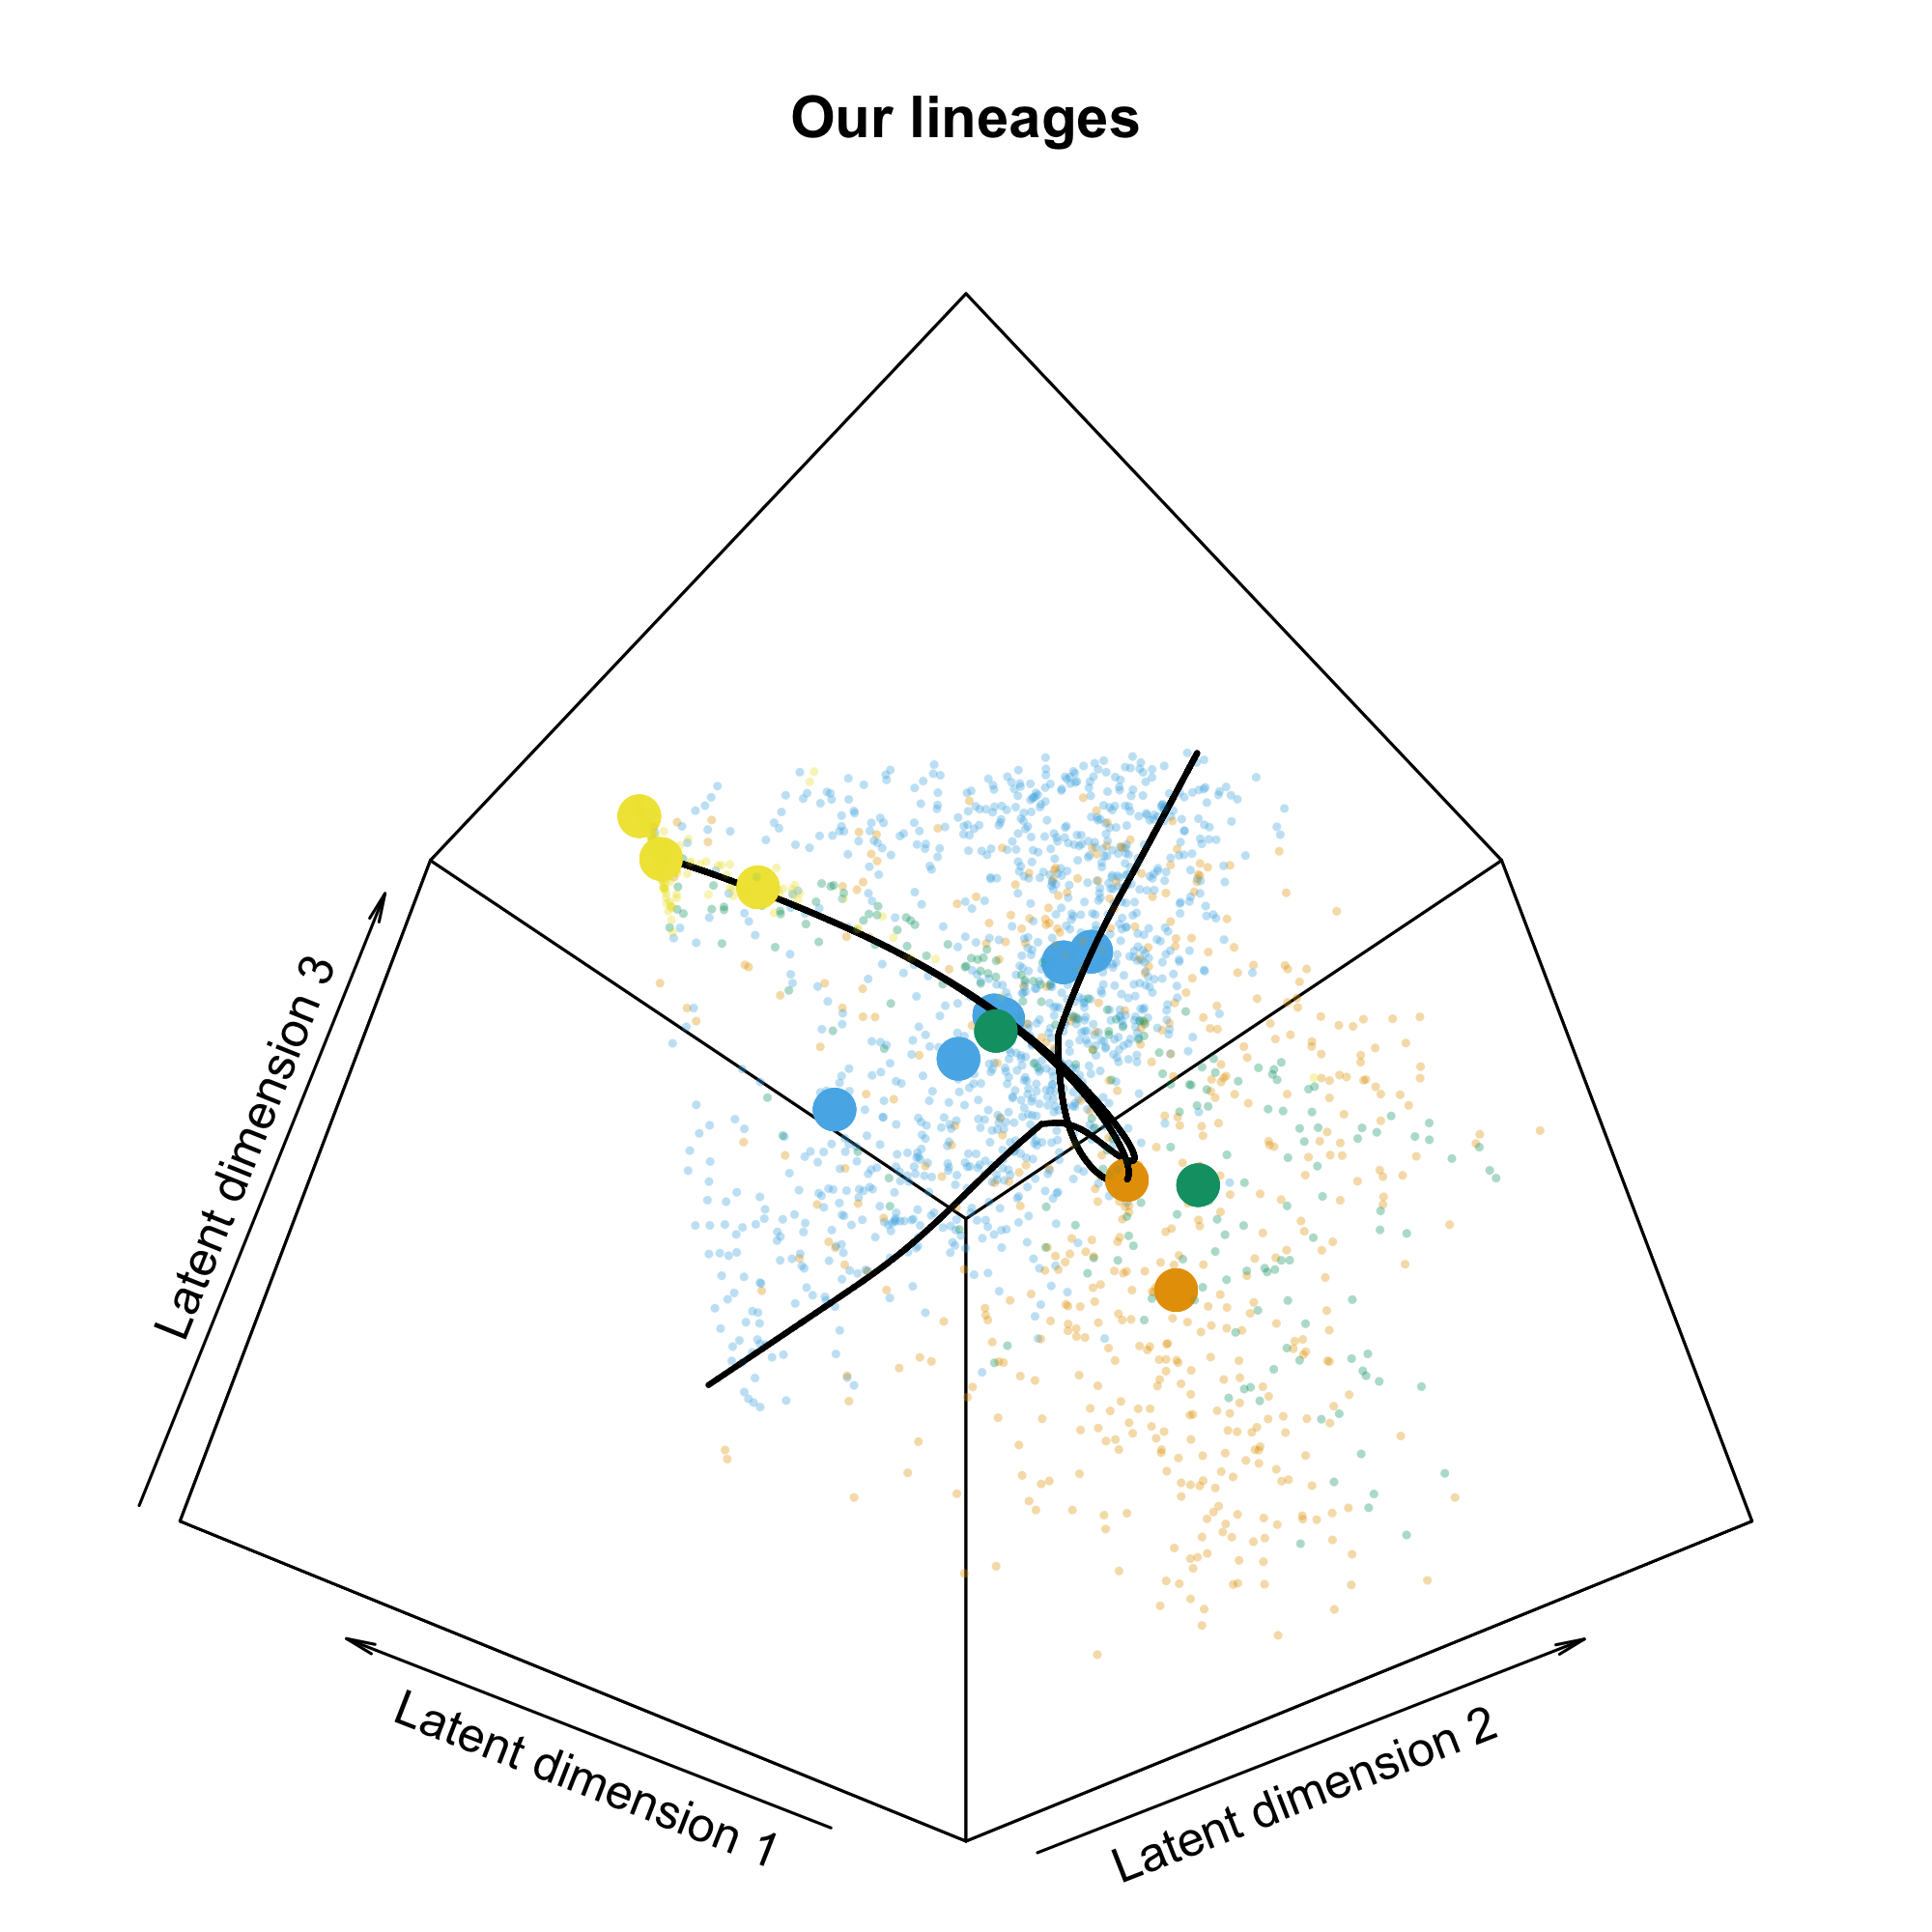 Our lineages
Latent dimension 3
Latent dimension 1
Latent dimension 2